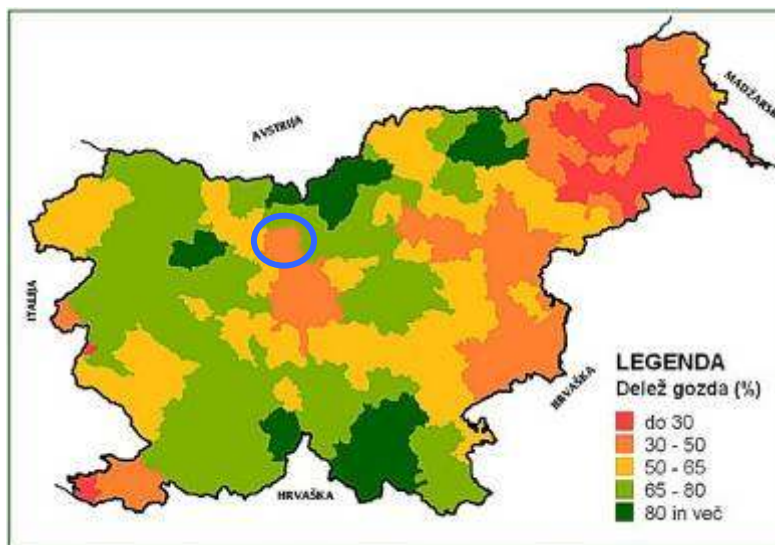 AVSTRIJA
MADŽARSKA
ITALIJA
HRVAŠKA
HRVAŠKA
LEGENDA
Delež gozda (%)
do 30
30 - 50
50 - 65
65 - 80
80 in več